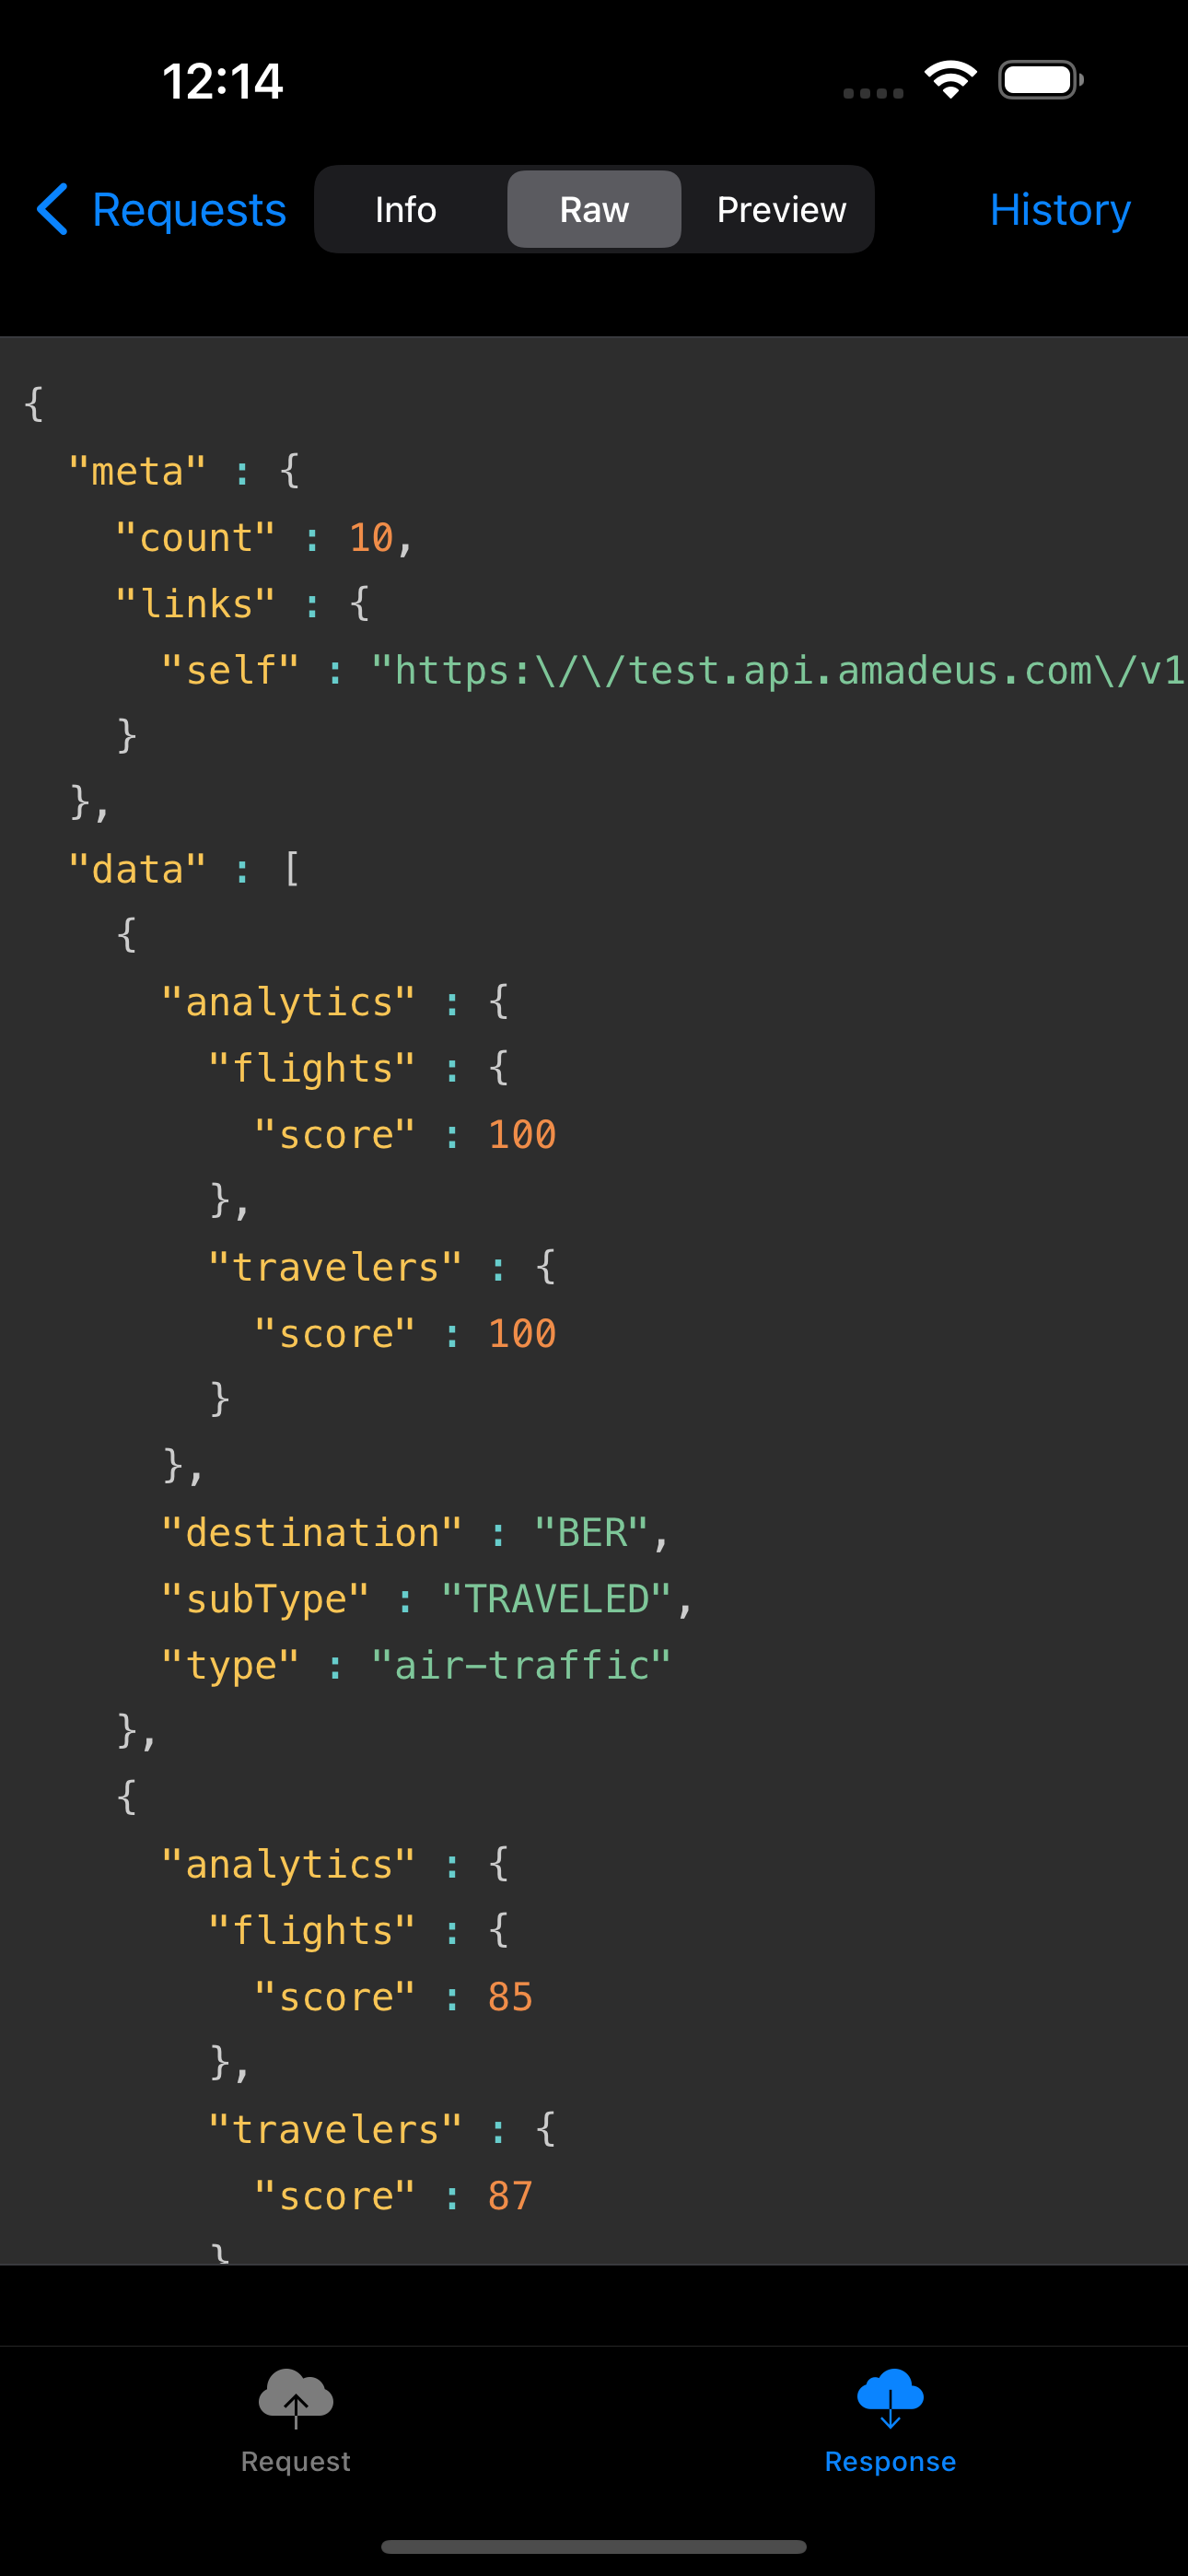 12:14
Requests Info Raw Preview History
{
  "meta" : {
    "count" : 10,
    "links" : {
      "self" : "https:\/\/test.api.amadeus.com\/v1
    }
  },
  "data" : [
    {
      "analytics" : {
        "flights" : {
          "score" : 100
        },
        "travelers" : {
          "score" : 100
        }
      },
      "destination" : "BER",
      "subType" : "TRAVELED",
      "type" : "air-traffic"
    },
    {
      "analytics" : {
        "flights" : {
          "score" : 85
        },
        "travelers" : {
          "score" : 87
        }
Request Response